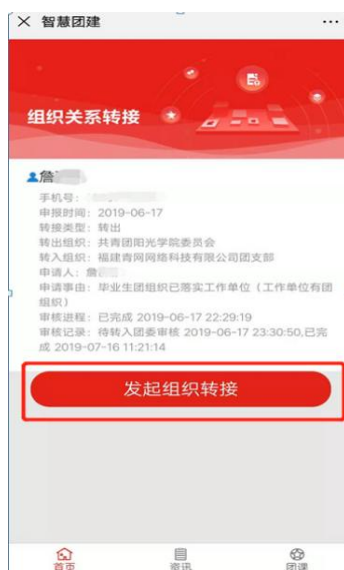 智慧团建
组织关系转接
詹
手机号：
申报时间：2019-06-17
转接类型：转出
转出组织：共青团阳光学院委员会
转入组织：福建青网网络科技有限公司团支部
申请人：詹
申请事由：毕业生团组织已落实工作单位（工作单位有团
组织）
审核进程：已完成 2019-06-17 22:29:19
审核记录：待转入团委审核 2019-06-17 23:30:50,已完
成 2019-07-16 11:21:14
发起组织转接
首页 资讯 团课